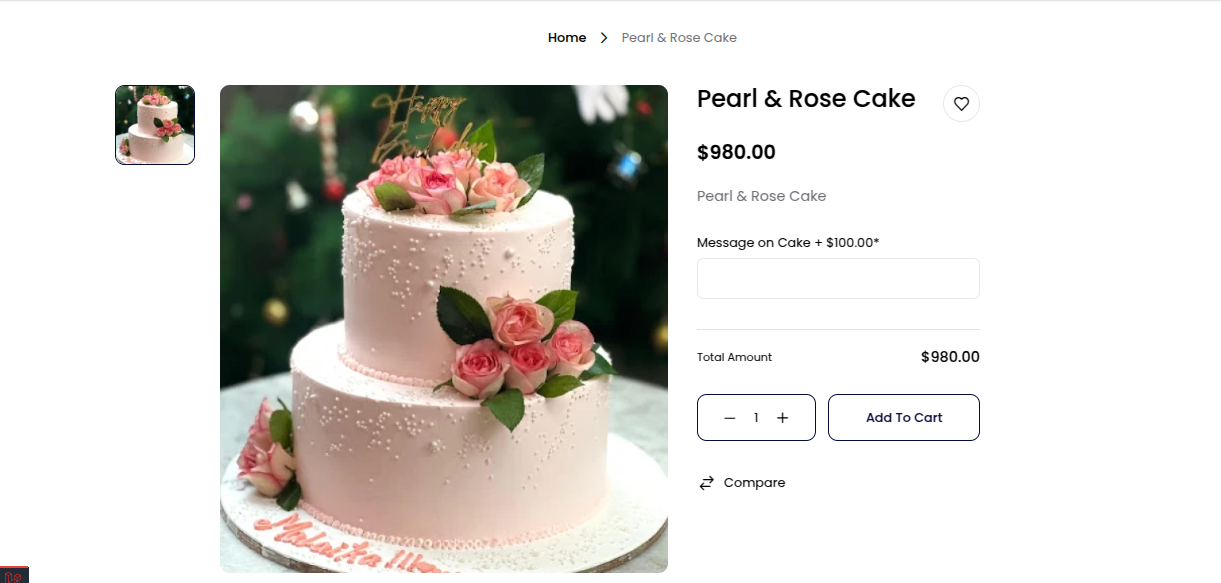 Home > Pearl & Rose Cake
Pearl & Rose Cake
$980.00
Pearl & Rose Cake
Message on Cake + $100.00*
Total Amount $980.00
− 1 + Add To Cart
Compare
Happy
Birthday
Malaika